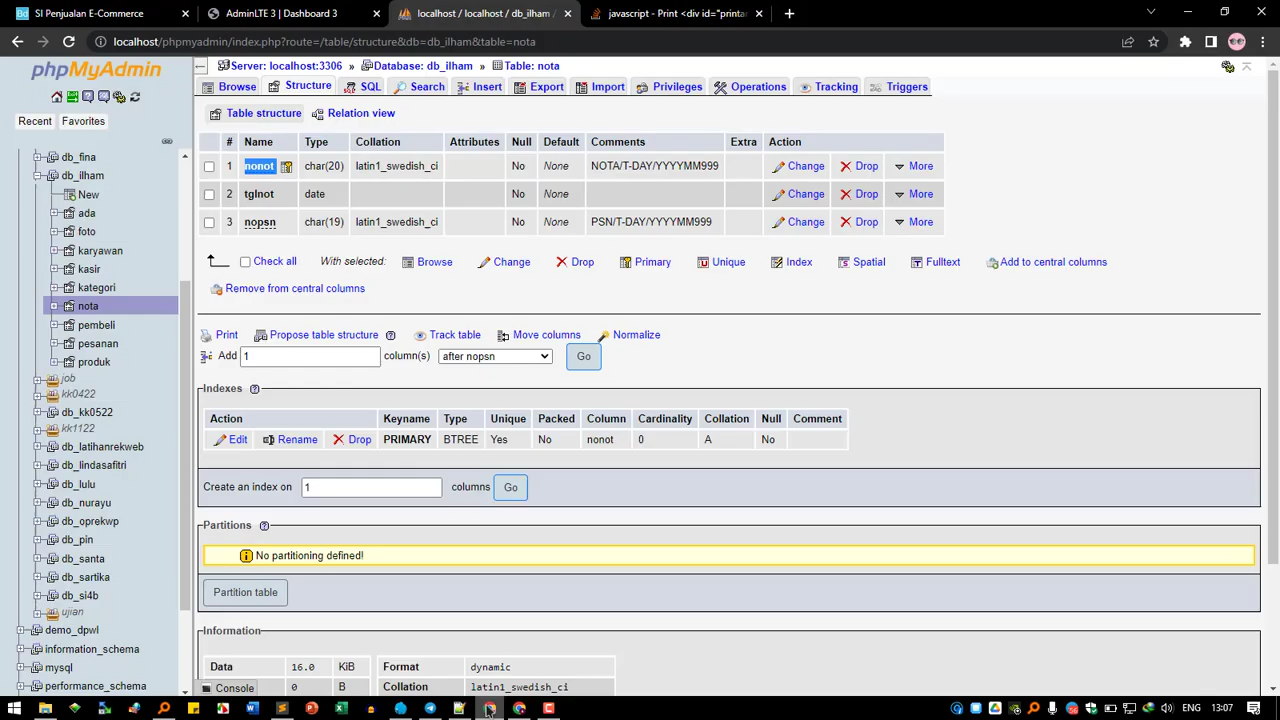 SI Penjualan E-Commerce
AdminLTE 3 | Dashboard 3
localhost / localhost / db_ilham /
javascript - Print <div id="printa
localhost/phpmyadmin/index.php?route=/table/structure&db=db_ilham&table=nota
phpMyAdmin
Recent Favorites
db_fina
db_ilham
New
ada
foto
karyawan
kasir
kategori
nota
pembeli
pesanan
produk
job
kk0422
db_kk0522
kk1122
db_latihanrekweb
db_lindasafitri
db_lulu
db_nurayu
db_oprekwp
db_pin
db_santa
db_sartika
db_si4b
ujian
demo_dpwl
information_schema
mysql
performance_schema
Server: localhost:3306 » Database: db_ilham » Table: nota
Browse Structure SQL Search Insert Export Import Privileges Operations Tracking Triggers
Table structure Relation view
# Name Type Collation Attributes Null Default Comments Extra Action
1 nonot char(20) latin1_swedish_ci No None NOTA/T-DAY/YYYYMM999 Change Drop More
2 tglnot date No None Change Drop More
3 nopsn char(19) latin1_swedish_ci No None PSN/T-DAY/YYYYMM999 Change Drop More
Check all With selected: Browse Change Drop Primary Unique Index Spatial Fulltext Add to central columns
Remove from central columns
Print Propose table structure Track table Move columns Normalize
Add 1 column(s) after nopsn Go
Indexes
Action Keyname Type Unique Packed Column Cardinality Collation Null Comment
Edit Rename Drop PRIMARY BTREE Yes No nonot 0 A No
Create an index on 1 columns Go
Partitions
No partitioning defined!
Partition table
Information
Data 16.0 KiB Format dynamic
0 B Collation latin1_swedish_ci
Console
ENG 13:07